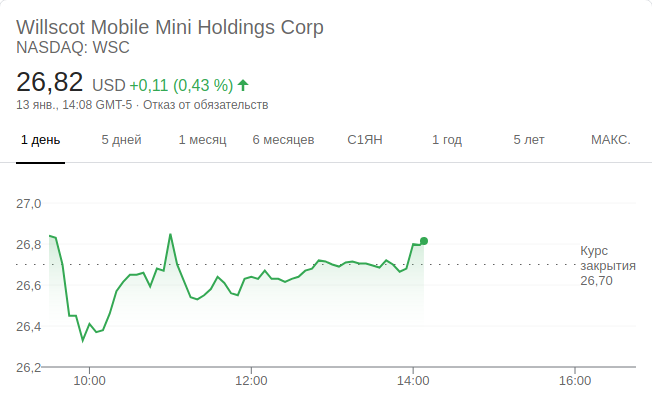 Willscot Mobile Mini Holdings Corp
NASDAQ: WSC
26,82 USD +0,11 (0,43 %)
13 янв., 14:08 GMT-5 · Отказ от обязательств
1 день 5 дней 1 месяц 6 месяцев С1ЯН 1 год 5 лет МАКС.
27,0
26,8
26,6
26,4
26,2
Курс
закрытия
26,70
10:00 12:00 14:00 16:00